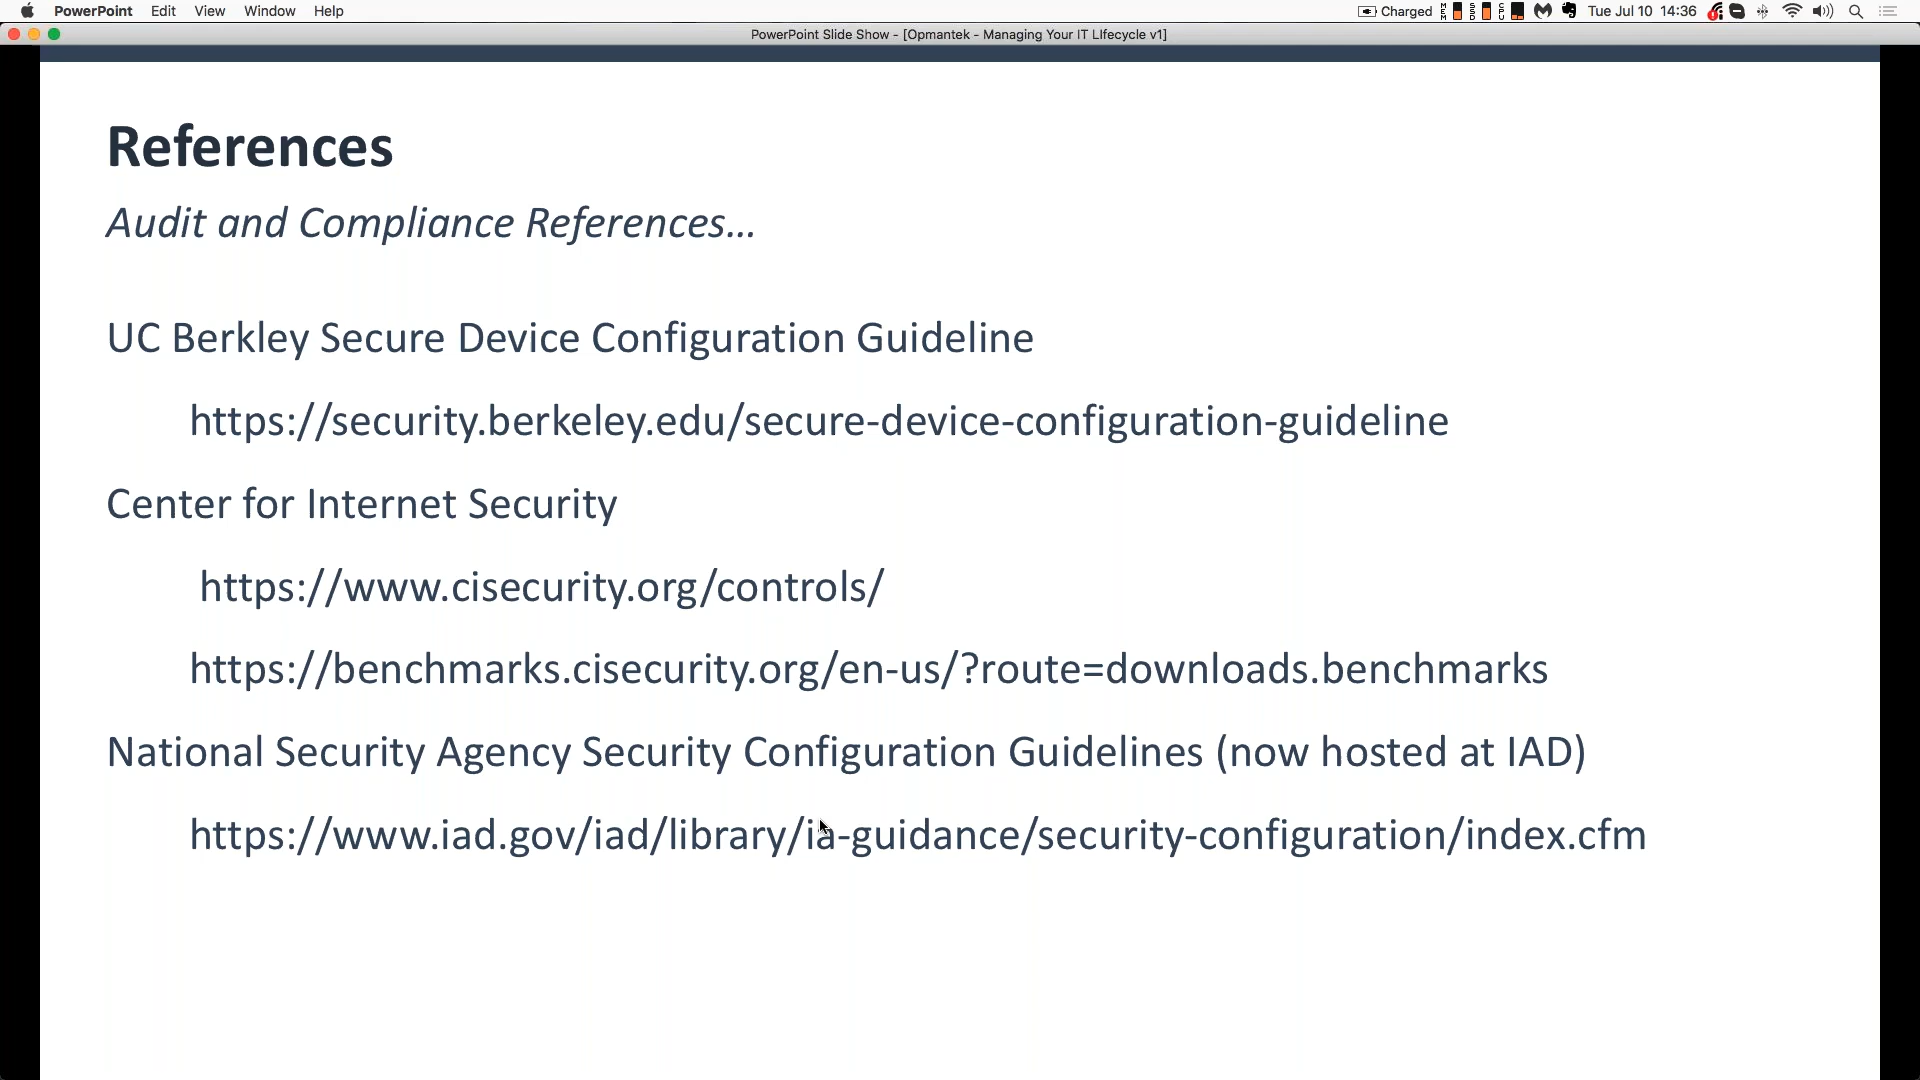 PowerPoint Edit View Window Help Charged MEM SSD CPU Tue Jul 10 14:36
PowerPoint Slide Show - [Opmantek - Managing Your IT LIfecycle v1]
References
Audit and Compliance References...
UC Berkley Secure Device Configuration Guideline
https://security.berkeley.edu/secure-device-configuration-guideline
Center for Internet Security
https://www.cisecurity.org/controls/
https://benchmarks.cisecurity.org/en-us/?route=downloads.benchmarks
National Security Agency Security Configuration Guidelines (now hosted at IAD)
https://www.iad.gov/iad/library/ia-guidance/security-configuration/index.cfm